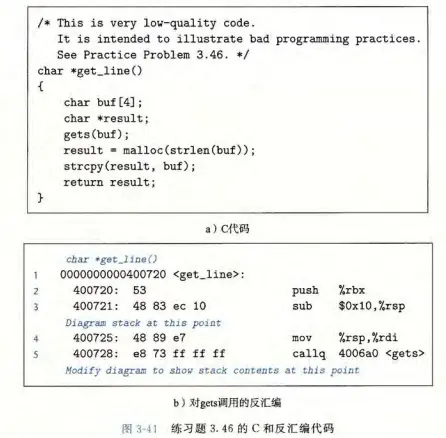 /* This is very low-quality code.
It is intended to illustrate bad programming practices.
See Practice Problem 3.46. */
char *get_line()
{
char buf[4];
char *result;
gets(buf);
result = malloc(strlen(buf));
strcpy(result, buf);
return result;
}
a）C代码
char *get_line()
1 0000000000400720 <get_line>:
2 400720: 53 push %rbx
3 400721: 48 83 ec 10 sub $0x10,%rsp
Diagram stack at this point
4 400725: 48 89 e7 mov %rsp,%rdi
5 400728: e8 73 ff ff ff callq 4006a0 <gets>
Modify diagram to show stack contents at this point
b）对gets调用的反汇编
图 3-41 练习题 3.46 的 C 和反汇编代码